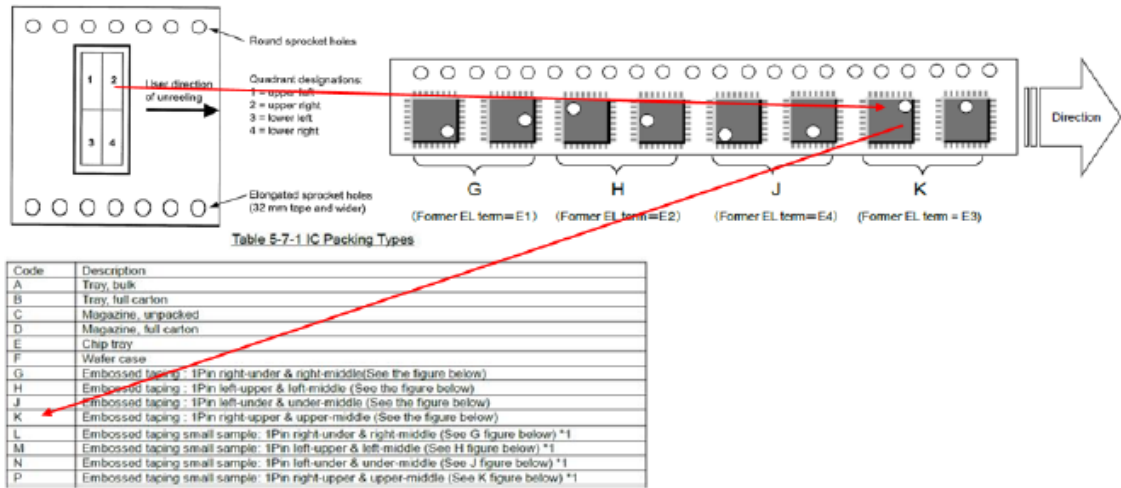 Round sprocket holes
1 2
3 4
User direction
of unreeling
Quadrant designations:
1 = upper left
2 = upper right
3 = lower left
4 = lower right
Elongated sprocket holes
(32 mm tape and wider)
Direction
G H J K
(Former EL term=E1) (Former EL term=E2) (Former EL term=E4) (Former EL term = E3)
Table 5-7-1 IC Packing Types
Code Description
A Tray, bulk
B Tray, full carton
C Magazine, unpacked
D Magazine, full carton
E Chip tray
F Wafer case
G Embossed taping : 1Pin right-under & right-middle(See the figure below)
H Embossed taping : 1Pin left-upper & left-middle (See the figure below)
J Embossed taping : 1Pin left-under & under-middle (See the figure below)
K Embossed taping : 1Pin right-upper & upper-middle (See the figure below)
L Embossed taping small sample: 1Pin right-under & right-middle (See G figure below) *1
M Embossed taping small sample: 1Pin left-upper & left-middle (See H figure below) *1
N Embossed taping small sample: 1Pin left-under & under-middle (See J figure below) *1
P Embossed taping small sample: 1Pin right-upper & upper-middle (See K figure below) *1